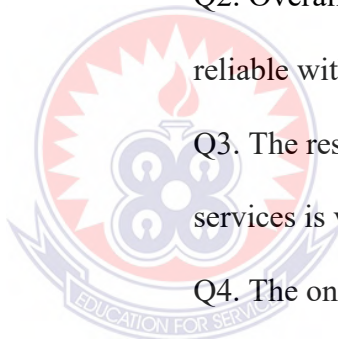 Q2. Overall
reliable wit
Q3. The res
services is v
Q4. The on
EDUCATION FOR SERVICE